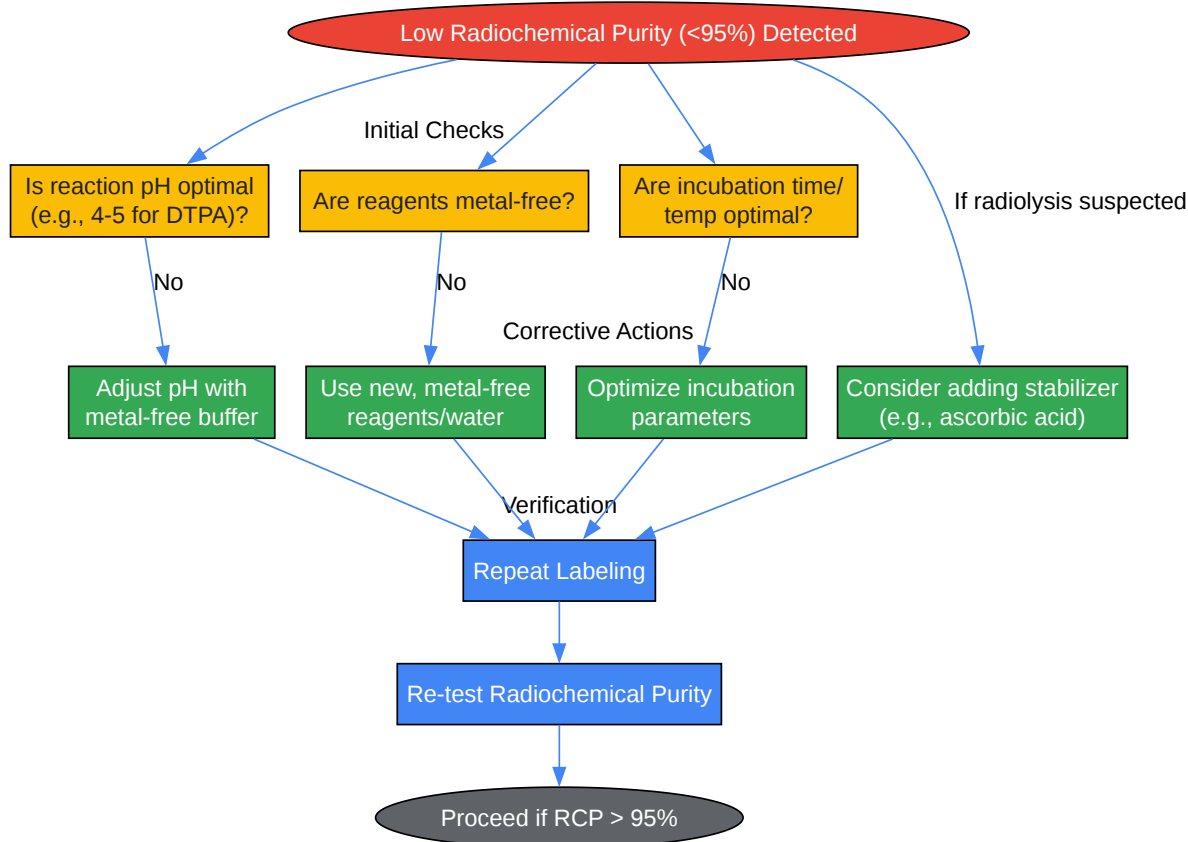 Low Radiochemical Purity (<95%) Detected
Initial Checks
Is reaction pH optimal
(e.g., 4-5 for DTPA)?
Are reagents metal-free?
Are incubation time/
temp optimal?
If radiolysis suspected
No
No
No
Corrective Actions
Adjust pH with
metal-free buffer
Use new, metal-free
reagents/water
Optimize incubation
parameters
Consider adding stabilizer
(e.g., ascorbic acid)
Verification
Repeat Labeling
Re-test Radiochemical Purity
Proceed if RCP > 95%